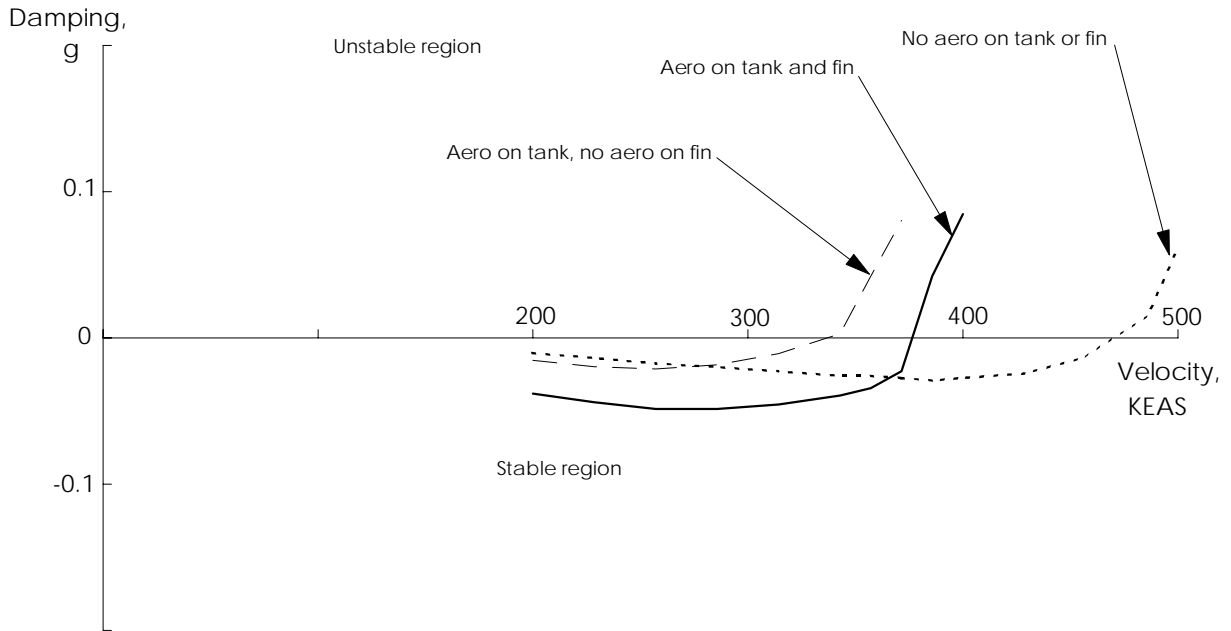 Damping,
g
Unstable region
No aero on tank or fin
Aero on tank and fin
Aero on tank, no aero on fin
0.1
200
300
400
500
0
Velocity,
KEAS
Stable region
-0.1